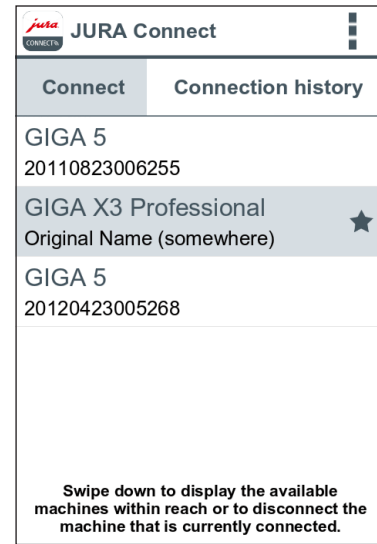 jura
CONNECT
JURA Connect
Connect Connection history
GIGA 5
20110823006255
GIGA X3 Professional
Original Name (somewhere)
GIGA 5
20120423005268
Swipe down to display the available
machines within reach or to disconnect the
machine that is currently connected.